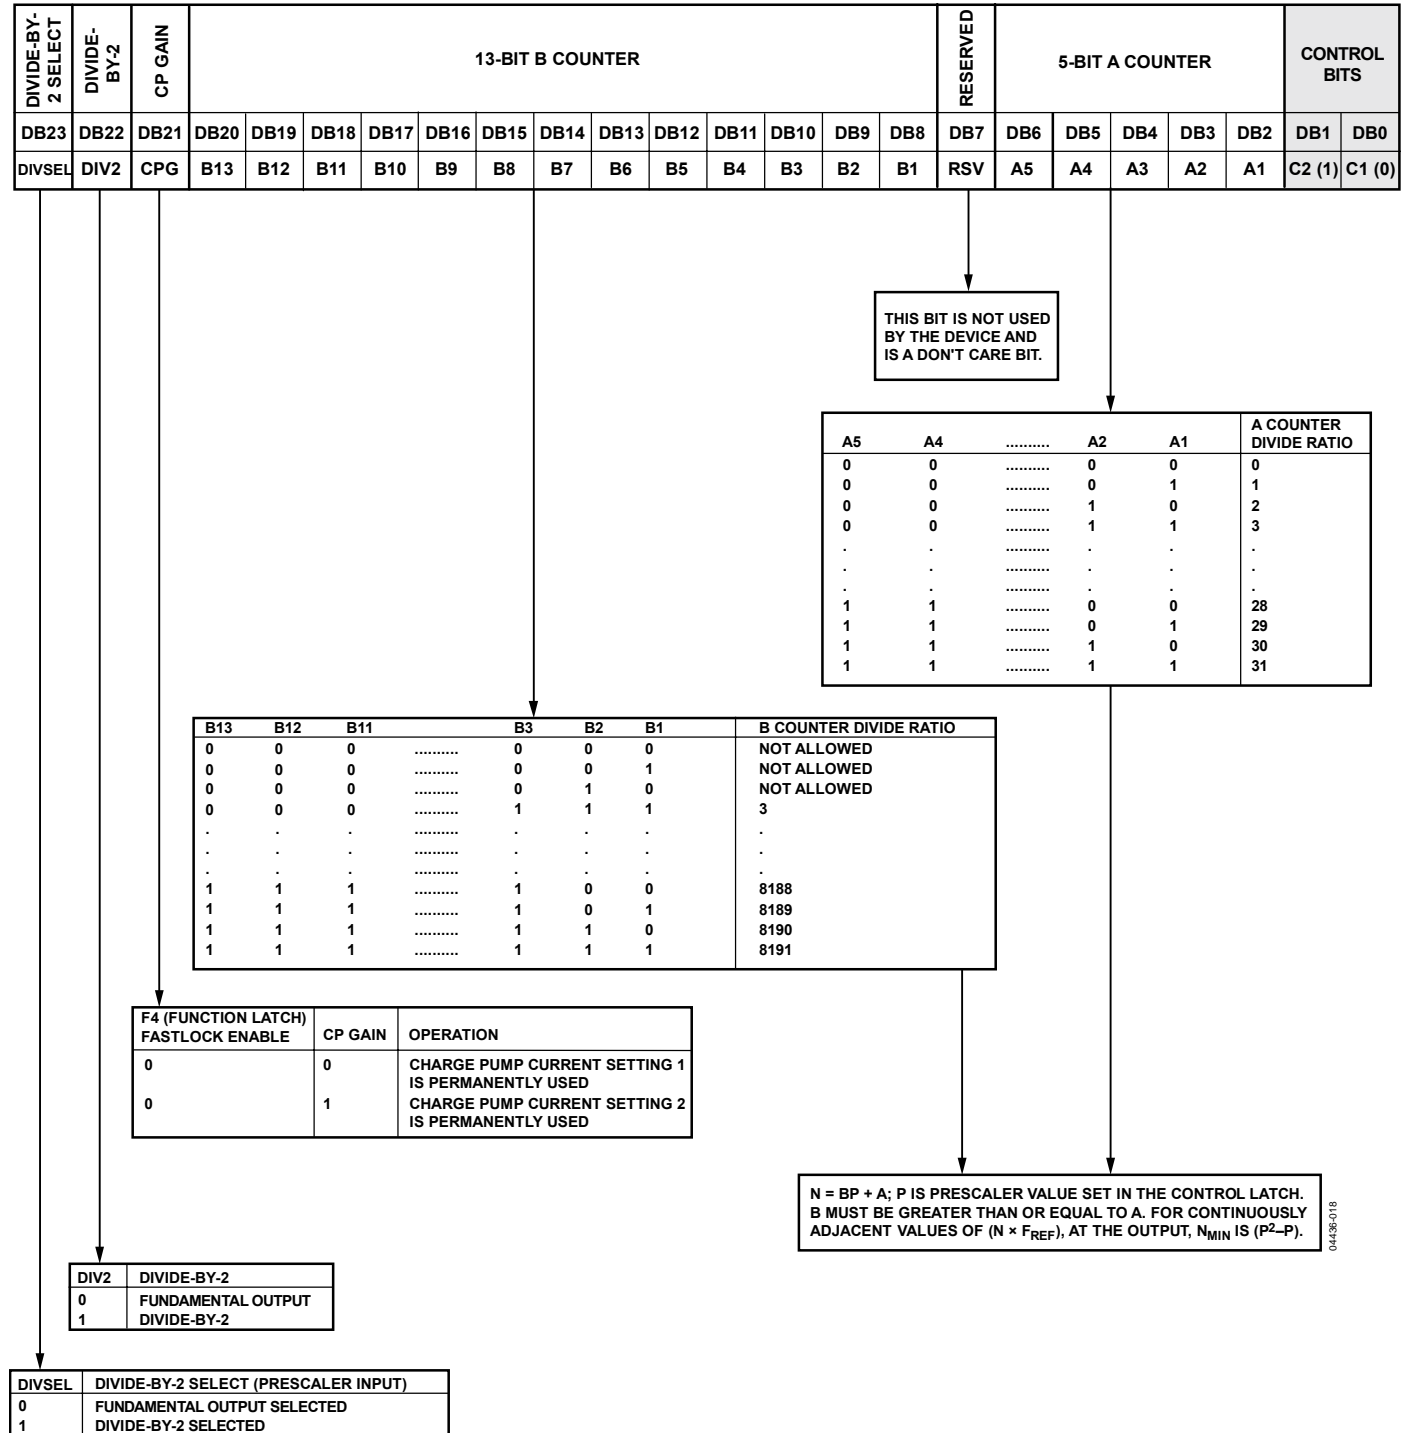 DIVIDE-BY-
2 SELECT
DIVIDE-
BY-2
CP GAIN
13-BIT B COUNTER
RESERVED
5-BIT A COUNTER
CONTROL
BITS
DB23 DB22 DB21 DB20 DB19 DB18 DB17 DB16 DB15 DB14 DB13 DB12 DB11 DB10 DB9 DB8 DB7 DB6 DB5 DB4 DB3 DB2 DB1 DB0
DIVSEL DIV2 CPG B13 B12 B11 B10 B9 B8 B7 B6 B5 B4 B3 B2 B1 RSV A5 A4 A3 A2 A1 C2 (1) C1 (0)
THIS BIT IS NOT USED
BY THE DEVICE AND
IS A DON'T CARE BIT.
A COUNTER
A5 A4 .......... A2 A1 DIVIDE RATIO
0 0 .......... 0 0 0
0 0 .......... 0 1 1
0 0 .......... 1 0 2
0 0 .......... 1 1 3
. . .......... . . .
. . .......... . . .
. . .......... . . .
1 1 .......... 0 0 28
1 1 .......... 0 1 29
1 1 .......... 1 0 30
1 1 .......... 1 1 31
B13 B12 B11 B3 B2 B1 B COUNTER DIVIDE RATIO
0 0 0 .......... 0 0 0 NOT ALLOWED
0 0 0 .......... 0 0 1 NOT ALLOWED
0 0 0 .......... 0 1 0 NOT ALLOWED
0 0 0 .......... 1 1 1 3
. . . .......... . . . .
. . . .......... . . . .
. . . .......... . . . .
1 1 1 .......... 1 0 0 8188
1 1 1 .......... 1 0 1 8189
1 1 1 .......... 1 1 0 8190
1 1 1 .......... 1 1 1 8191
F4 (FUNCTION LATCH)
FASTLOCK ENABLE CP GAIN OPERATION
0 0 CHARGE PUMP CURRENT SETTING 1
IS PERMANENTLY USED
0 1 CHARGE PUMP CURRENT SETTING 2
IS PERMANENTLY USED
N = BP + A; P IS PRESCALER VALUE SET IN THE CONTROL LATCH.
B MUST BE GREATER THAN OR EQUAL TO A. FOR CONTINUOUSLY
ADJACENT VALUES OF (N × FREF), AT THE OUTPUT, NMIN IS (P2–P).
04436-018
DIV2 DIVIDE-BY-2
0 FUNDAMENTAL OUTPUT
1 DIVIDE-BY-2
DIVSEL DIVIDE-BY-2 SELECT (PRESCALER INPUT)
0 FUNDAMENTAL OUTPUT SELECTED
1 DIVIDE-BY-2 SELECTED